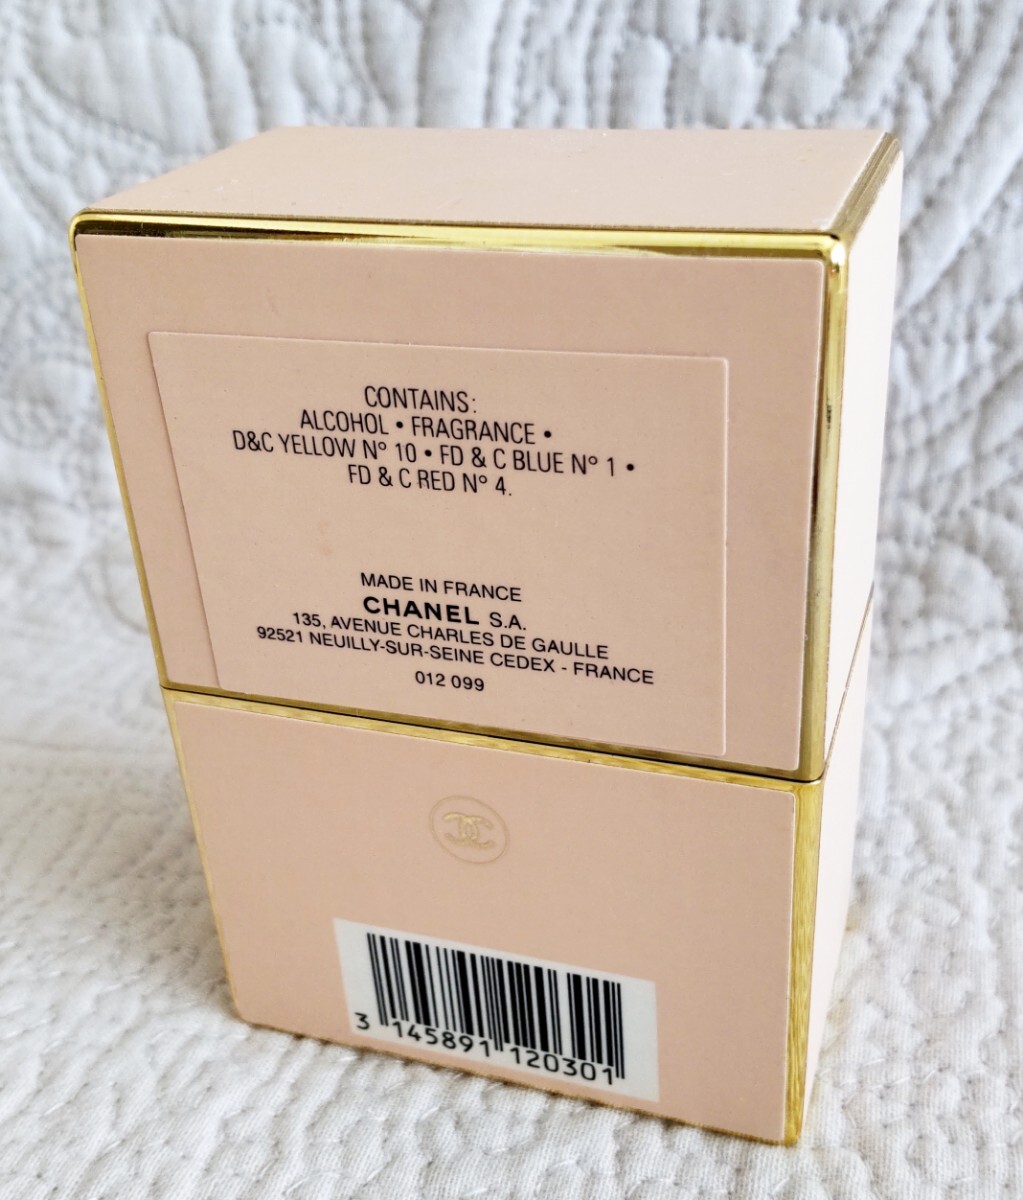 CONTAINS:
ALCOHOL • FRAGRANCE •
D&C YELLOW N° 10 • FD & C BLUE N° 1 •
FD & C RED N° 4.
MADE IN FRANCE
CHANEL S.A.
135, AVENUE CHARLES DE GAULLE
92521 NEUILLY-SUR-SEINE CEDEX - FRANCE
012 099
3 145891 120301